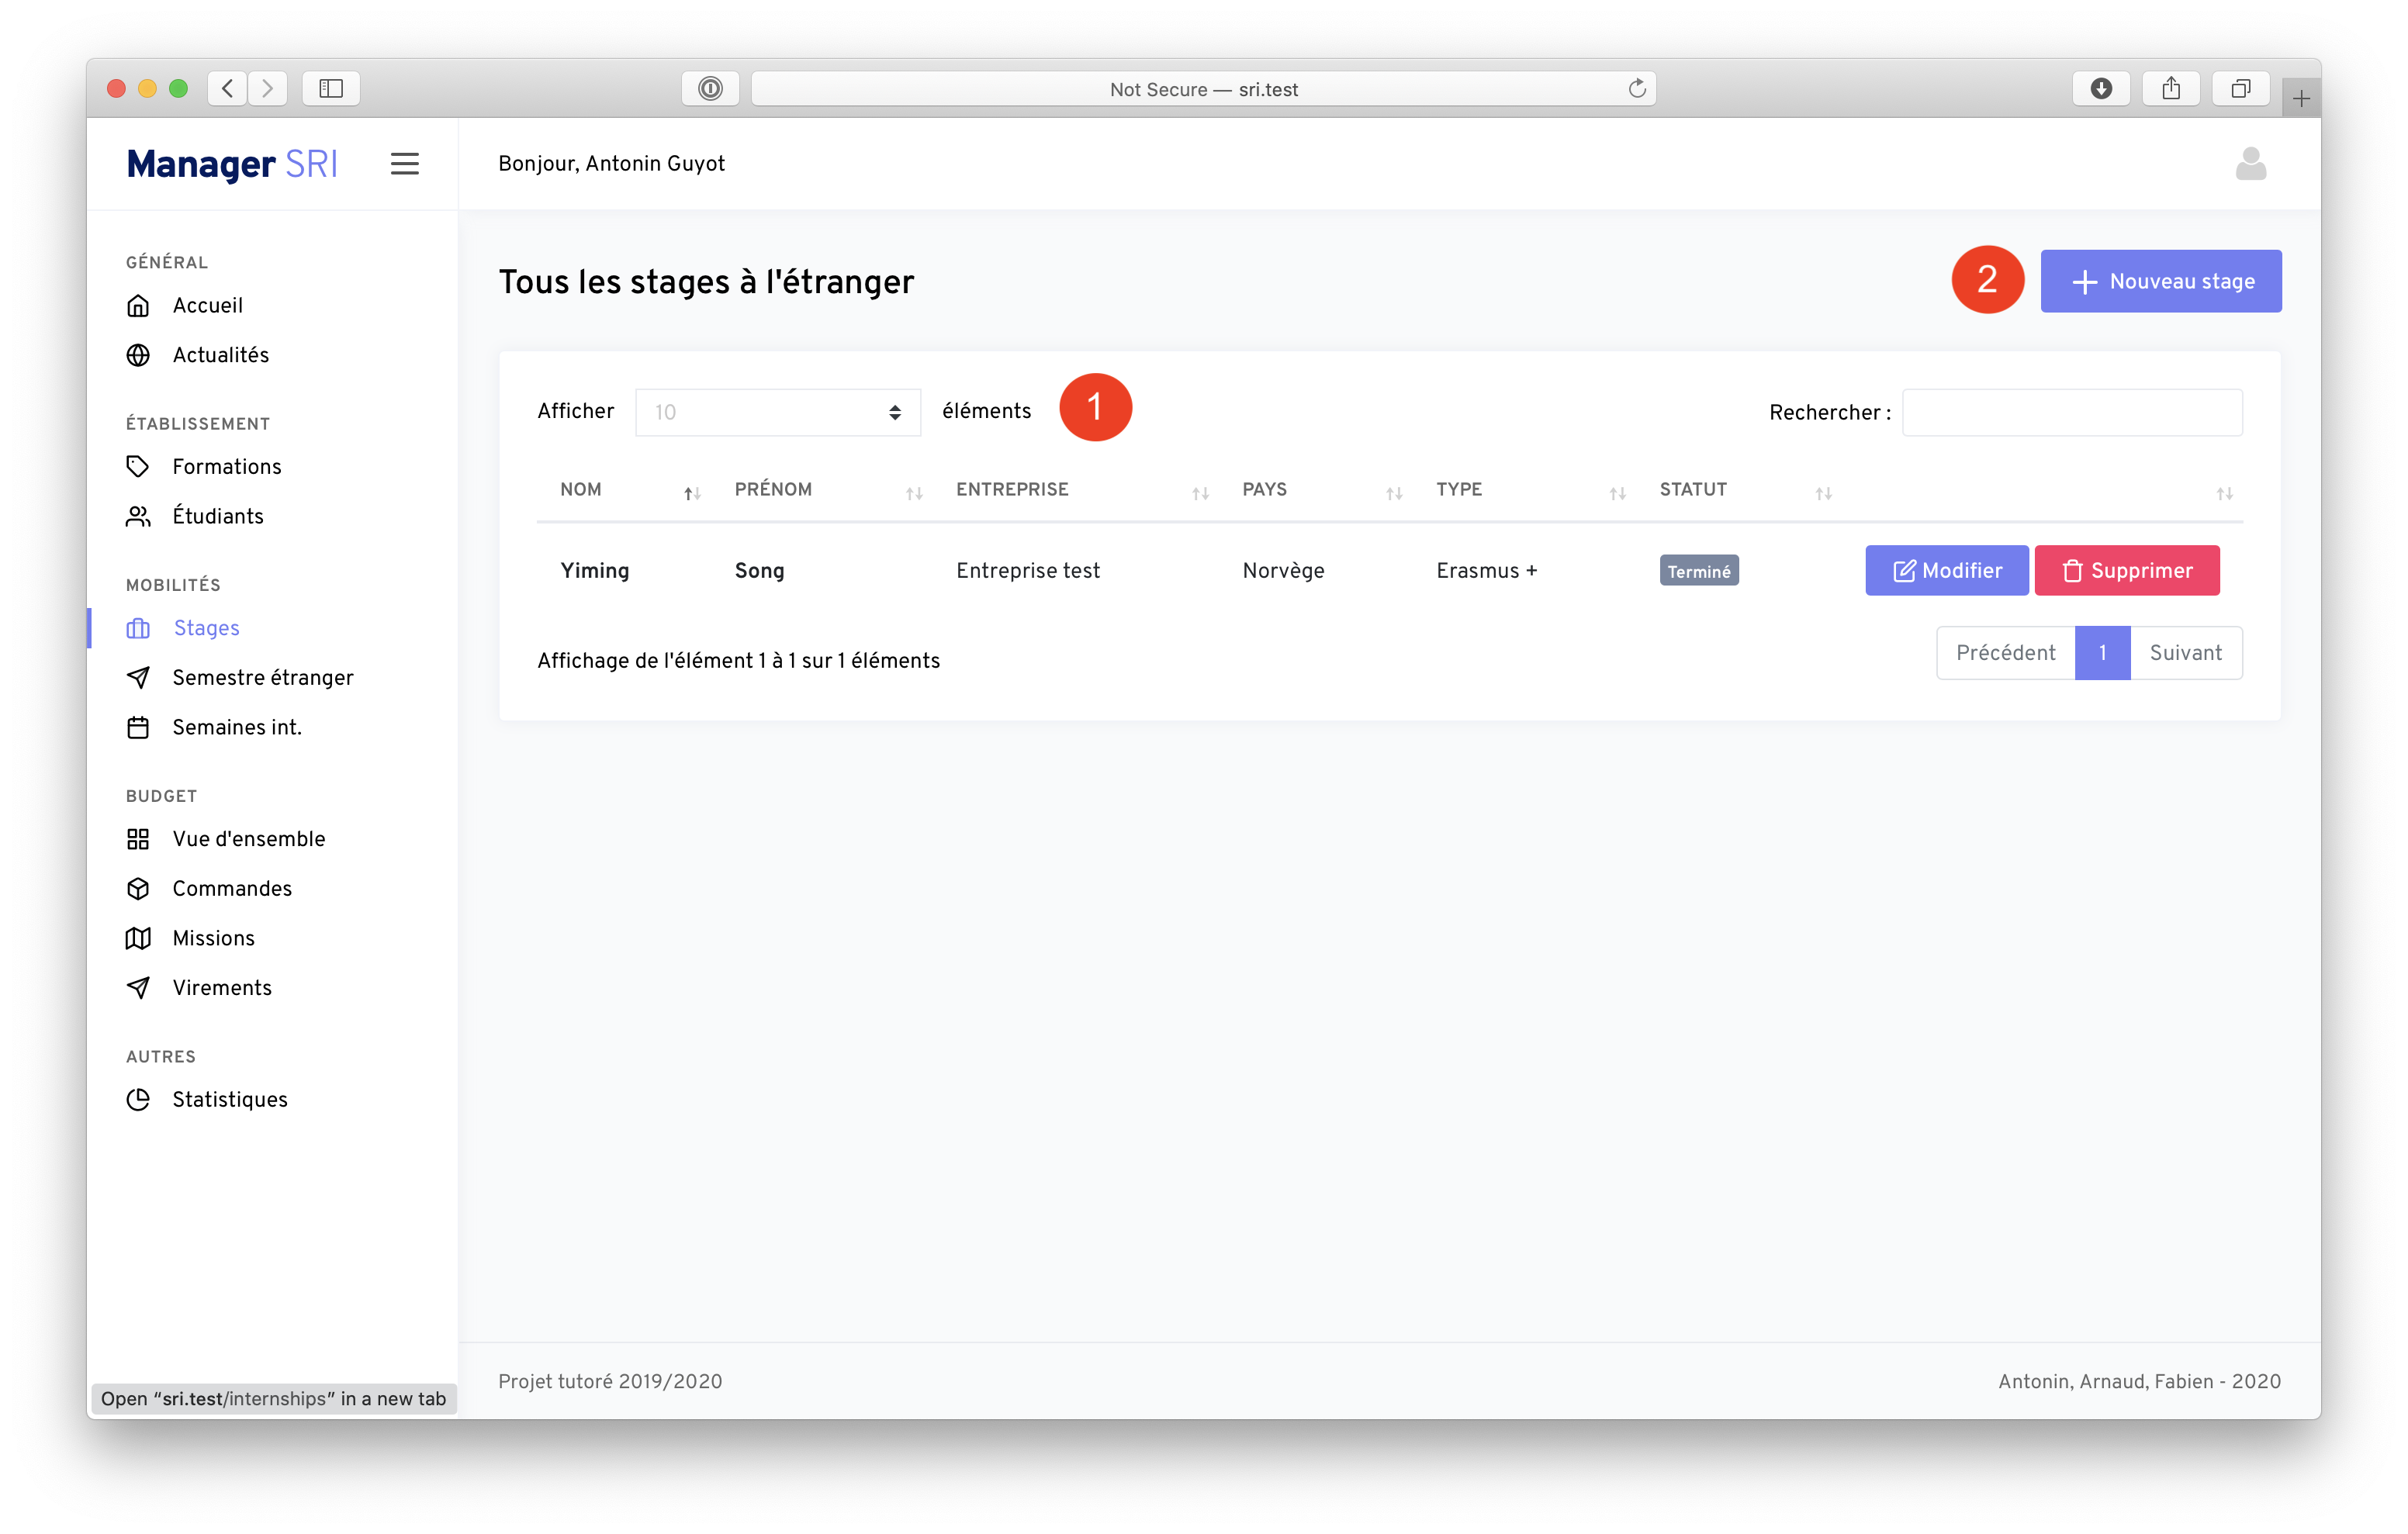 Not Secure — sri.test
Manager SRI
Bonjour, Antonin Guyot
GÉNÉRAL
Accueil
Actualités
ÉTABLISSEMENT
Formations
Étudiants
MOBILITÉS
Stages
Semestre étranger
Semaines int.
BUDGET
Vue d'ensemble
Commandes
Missions
Virements
AUTRES
Statistiques
Open “sri.test/internships” in a new tab
Tous les stages à l'étranger
2
Nouveau stage
Afficher 10 éléments
1
Rechercher :
NOM PRÉNOM ENTREPRISE PAYS TYPE STATUT
Yiming Song Entreprise test Norvège Erasmus + Terminé Modifier Supprimer
Affichage de l'élément 1 à 1 sur 1 éléments
Précédent 1 Suivant
Projet tutoré 2019/2020
Antonin, Arnaud, Fabien - 2020